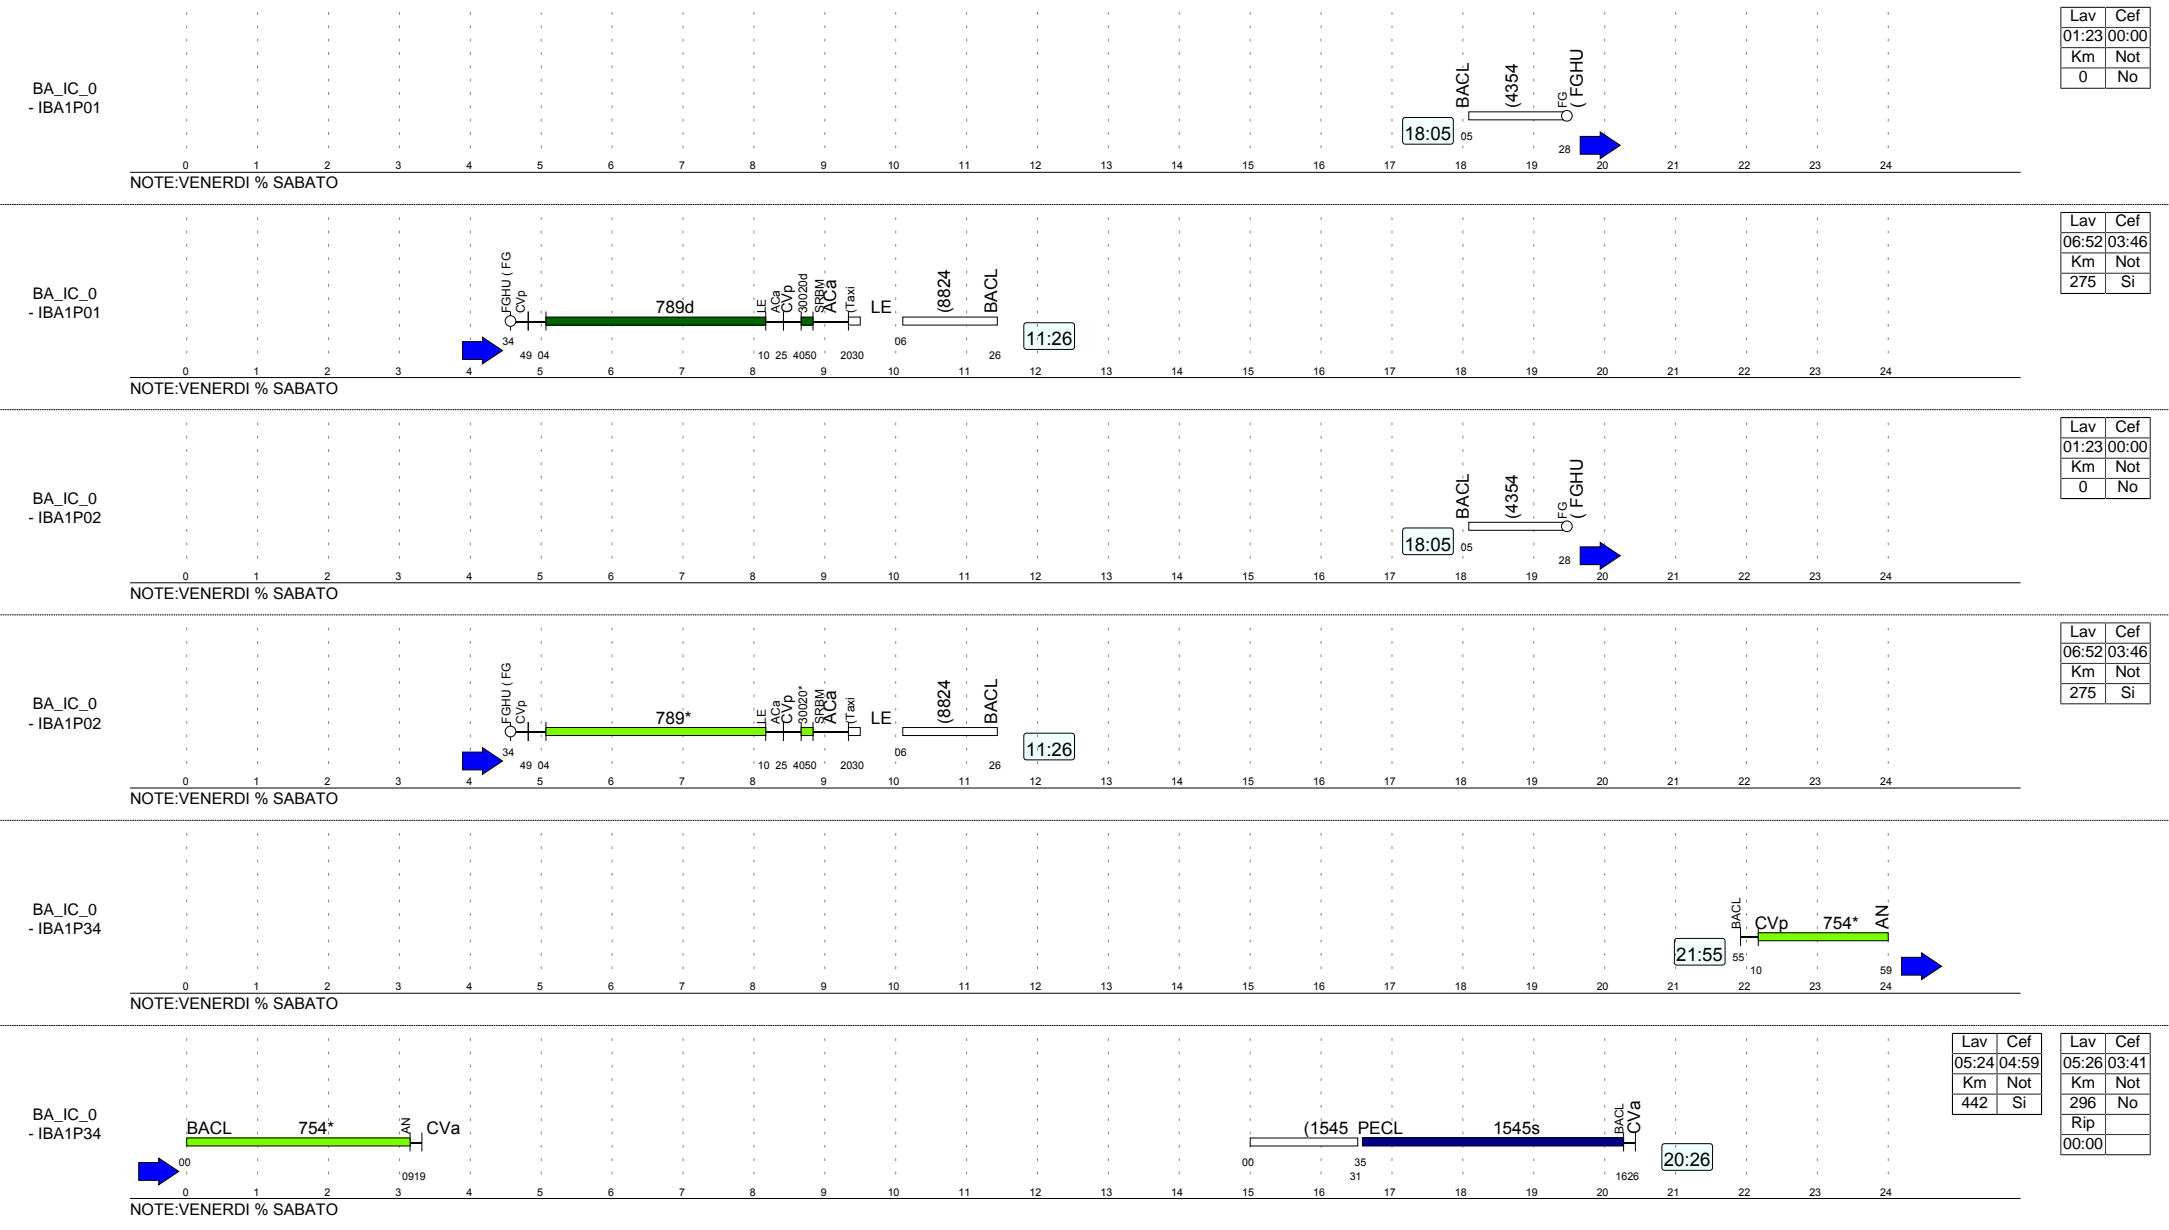 Lav Cef
01:23 00:00
Km Not
0 No
BA_IC_0
- IBA1P01
BACL (4354 FG ( FGHU
18:05 05 28
0 1 2 3 4 5 6 7 8 9 10 11 12 13 14 15 16 17 18 19 20 21 22 23 24
NOTE:VENERDI % SABATO
Lav Cef
06:52 03:46
Km Not
275 Si
BA_IC_0
- IBA1P01
FGHU ( FG CVp 789d LE ACa CVp 30020d SRBM ACa (Taxi LE (8824 BACL
34 49 04 10 25 4050 2030 06 26 11:26
0 1 2 3 4 5 6 7 8 9 10 11 12 13 14 15 16 17 18 19 20 21 22 23 24
NOTE:VENERDI % SABATO
Lav Cef
01:23 00:00
Km Not
0 No
BA_IC_0
- IBA1P02
BACL (4354 FG ( FGHU
18:05 05 28
0 1 2 3 4 5 6 7 8 9 10 11 12 13 14 15 16 17 18 19 20 21 22 23 24
NOTE:VENERDI % SABATO
Lav Cef
06:52 03:46
Km Not
275 Si
BA_IC_0
- IBA1P02
FGHU ( FG CVp 789* LE ACa CVp 30020* SRBM ACa (Taxi LE (8824 BACL
34 49 04 10 25 4050 2030 06 26 11:26
0 1 2 3 4 5 6 7 8 9 10 11 12 13 14 15 16 17 18 19 20 21 22 23 24
NOTE:VENERDI % SABATO
BA_IC_0
- IBA1P34
BACL CVp 754* AN
21:55 55 10 59
0 1 2 3 4 5 6 7 8 9 10 11 12 13 14 15 16 17 18 19 20 21 22 23 24
NOTE:VENERDI % SABATO
Lav Cef Lav Cef
05:24 04:59 05:26 03:41
Km Not Km Not
442 Si 296 No
Rip
00:00
BA_IC_0
- IBA1P34
BACL 754* AN CVa (1545 PECL 1545s BACL CVa
00 0919 00 35 31 1626 20:26
0 1 2 3 4 5 6 7 8 9 10 11 12 13 14 15 16 17 18 19 20 21 22 23 24
NOTE:VENERDI % SABATO